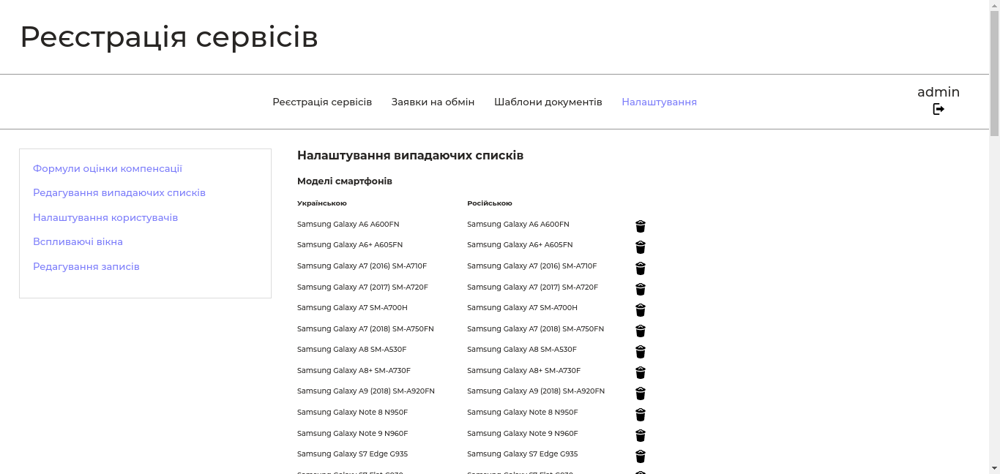 Реєстрація сервісів
Реєстрація сервісів Заявки на обмін Шаблони документів Налаштування
admin
Формули оцінки компенсації
Редагування випадаючих списків
Налаштування користувачів
Вспливаючі вікна
Редагування записів
Налаштування випадаючих списків
Моделі смартфонів
Українською Російською
Samsung Galaxy A6 A600FN Samsung Galaxy A6 A600FN
Samsung Galaxy A6+ A605FN Samsung Galaxy A6+ A605FN
Samsung Galaxy A7 (2016) SM-A710F Samsung Galaxy A7 (2016) SM-A710F
Samsung Galaxy A7 (2017) SM-A720F Samsung Galaxy A7 (2017) SM-A720F
Samsung Galaxy A7 SM-A700H Samsung Galaxy A7 SM-A700H
Samsung Galaxy A7 (2018) SM-A750FN Samsung Galaxy A7 (2018) SM-A750FN
Samsung Galaxy A8 SM-A530F Samsung Galaxy A8 SM-A530F
Samsung Galaxy A8+ SM-A730F Samsung Galaxy A8+ SM-A730F
Samsung Galaxy A9 (2018) SM-A920FN Samsung Galaxy A9 (2018) SM-A920FN
Samsung Galaxy Note 8 N950F Samsung Galaxy Note 8 N950F
Samsung Galaxy Note 9 N960F Samsung Galaxy Note 9 N960F
Samsung Galaxy S7 Edge G935 Samsung Galaxy S7 Edge G935